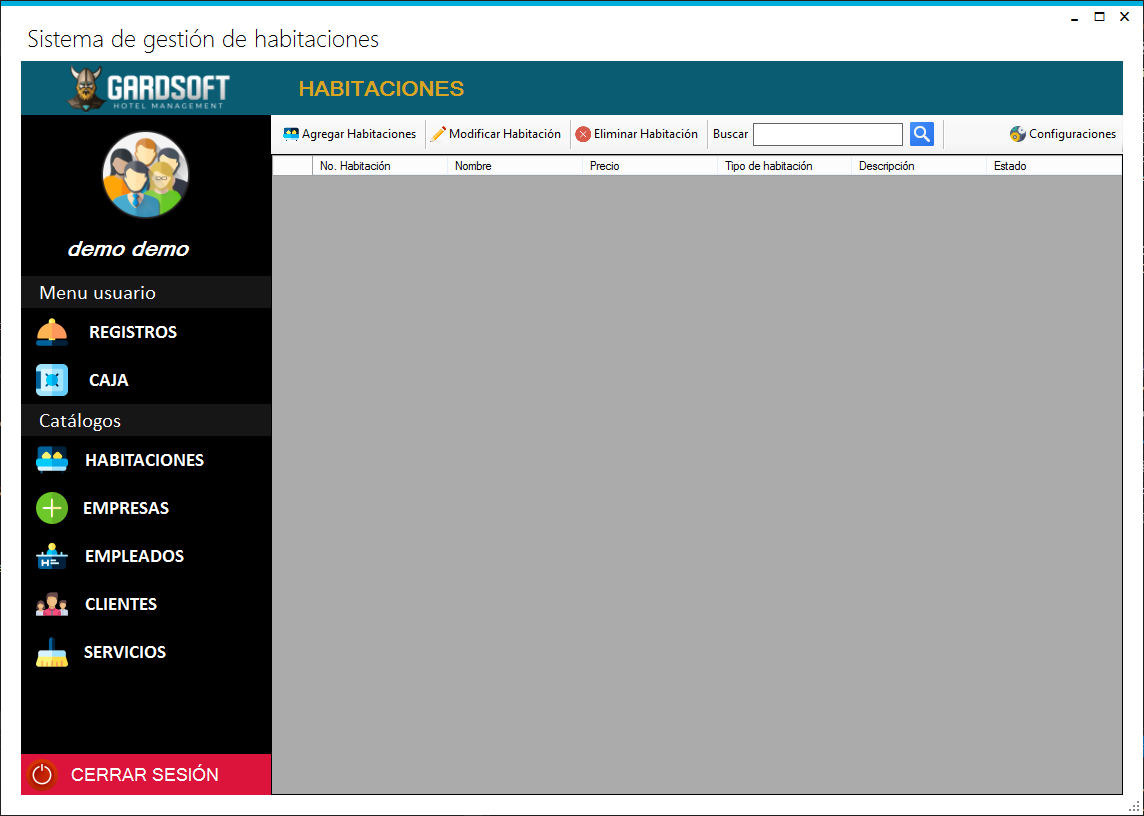 Sistema de gestión de habitaciones
GARDSOFT
HOTEL MANAGEMENT
HABITACIONES
Agregar Habitaciones
Modificar Habitación
Eliminar Habitación
Buscar
Configuraciones
No. Habitación
Nombre
Precio
Tipo de habitación
Descripción
Estado
demo demo
Menu usuario
REGISTROS
CAJA
Catálogos
HABITACIONES
EMPRESAS
EMPLEADOS
CLIENTES
SERVICIOS
CERRAR SESIÓN